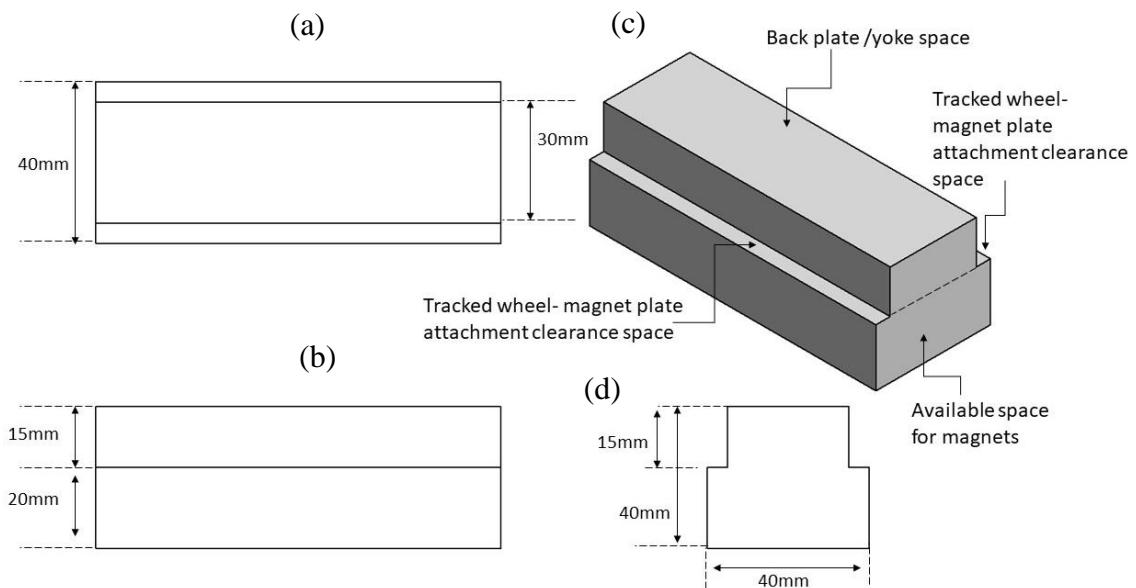 (a)
40mm
30mm
(c)
Back plate /yoke space
Tracked wheel-
magnet plate
attachment clearance
space
Tracked wheel- magnet plate
attachment clearance space
Available space
for magnets
(b)
15mm
20mm
(d)
15mm
40mm
40mm